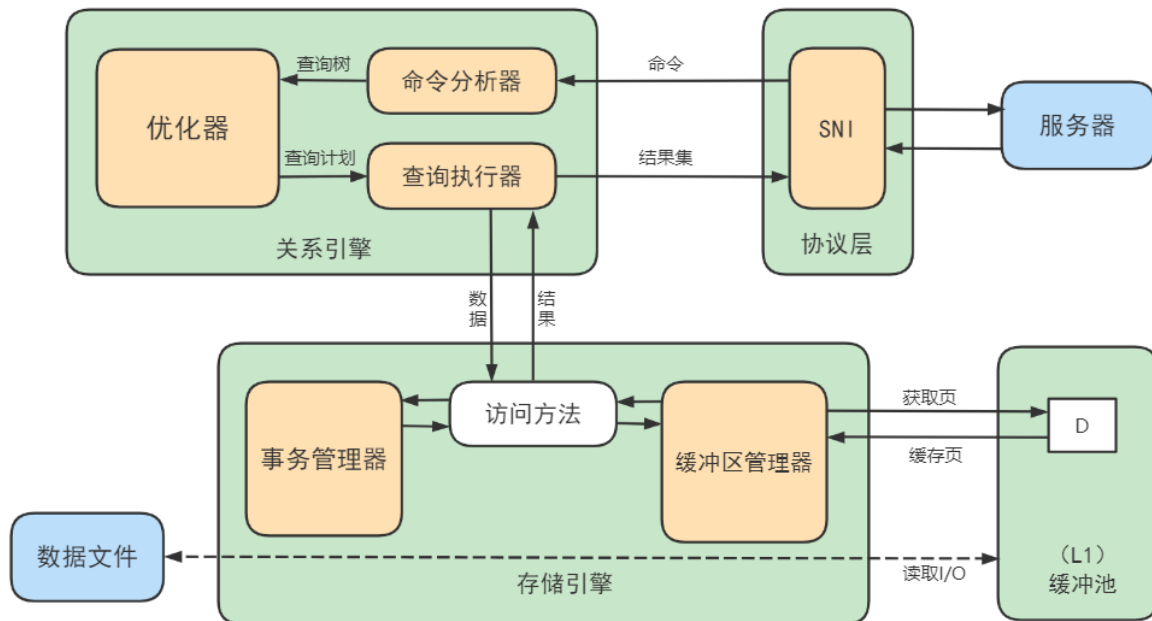 查询树
命令
优化器
命令分析器
SNI
服务器
查询计划
结果集
查询执行器
关系引擎
协议层
数
据
结
果
访问方法
获取页
D
事务管理器
缓冲区管理器
缓存页
数据文件
存储引擎
读取I/O
（L1）
缓冲池